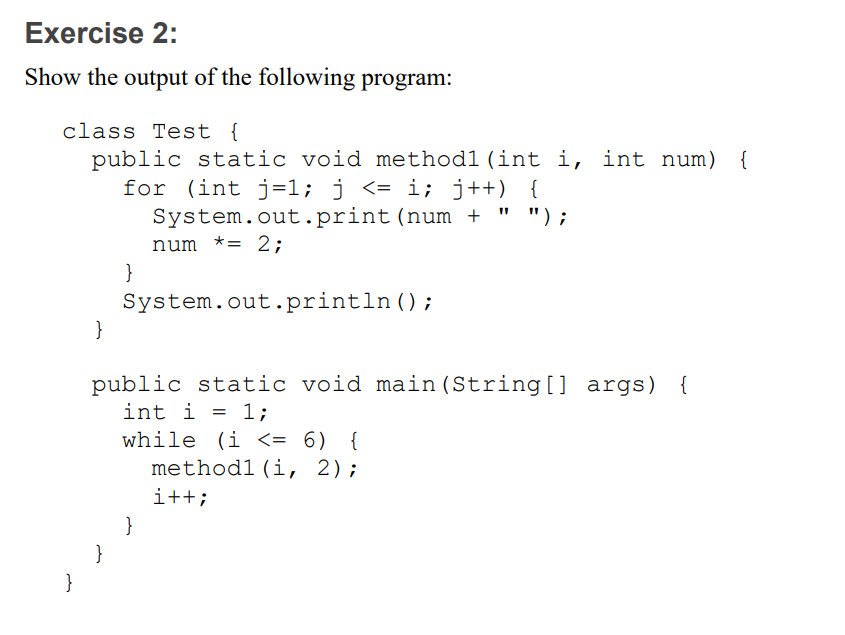 Exercise 2:
Show the output of the following program:
class Test {
public static void method1(int i, int num) {
for (int j=1; j <= i; j++) {
System.out.print(num + " ");
num *= 2;
}
System.out.println();
}
public static void main(String[] args) {
int i = 1;
while (i <= 6) {
method1(i, 2);
i++;
}
}
}